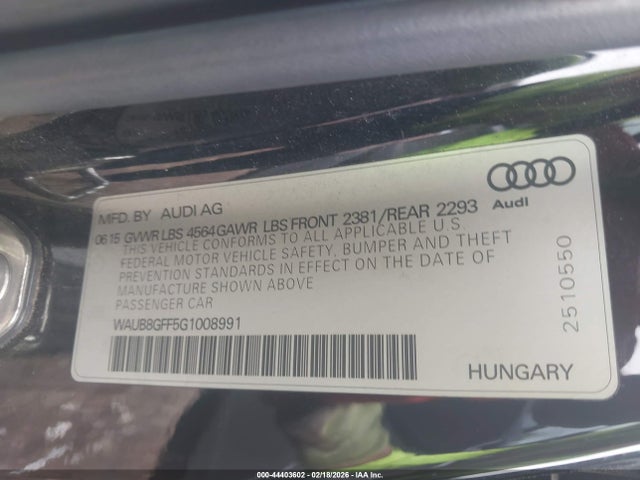 MFD. BY AUDI AG
0615 GVWR LBS 4564 GAWR LBS FRONT 2381/REAR 2293
THIS VEHICLE CONFORMS TO ALL APPLICABLE U.S.
FEDERAL MOTOR VEHICLE SAFETY, BUMPER AND THEFT
PREVENTION STANDARDS IN EFFECT ON THE DATE OF
MANUFACTURE SHOWN ABOVE
PASSENGER CAR
WAUB8GFF5G1008991
Audi
2510550
HUNGARY
000-44403602 - 02/18/2026 - IAA Inc.